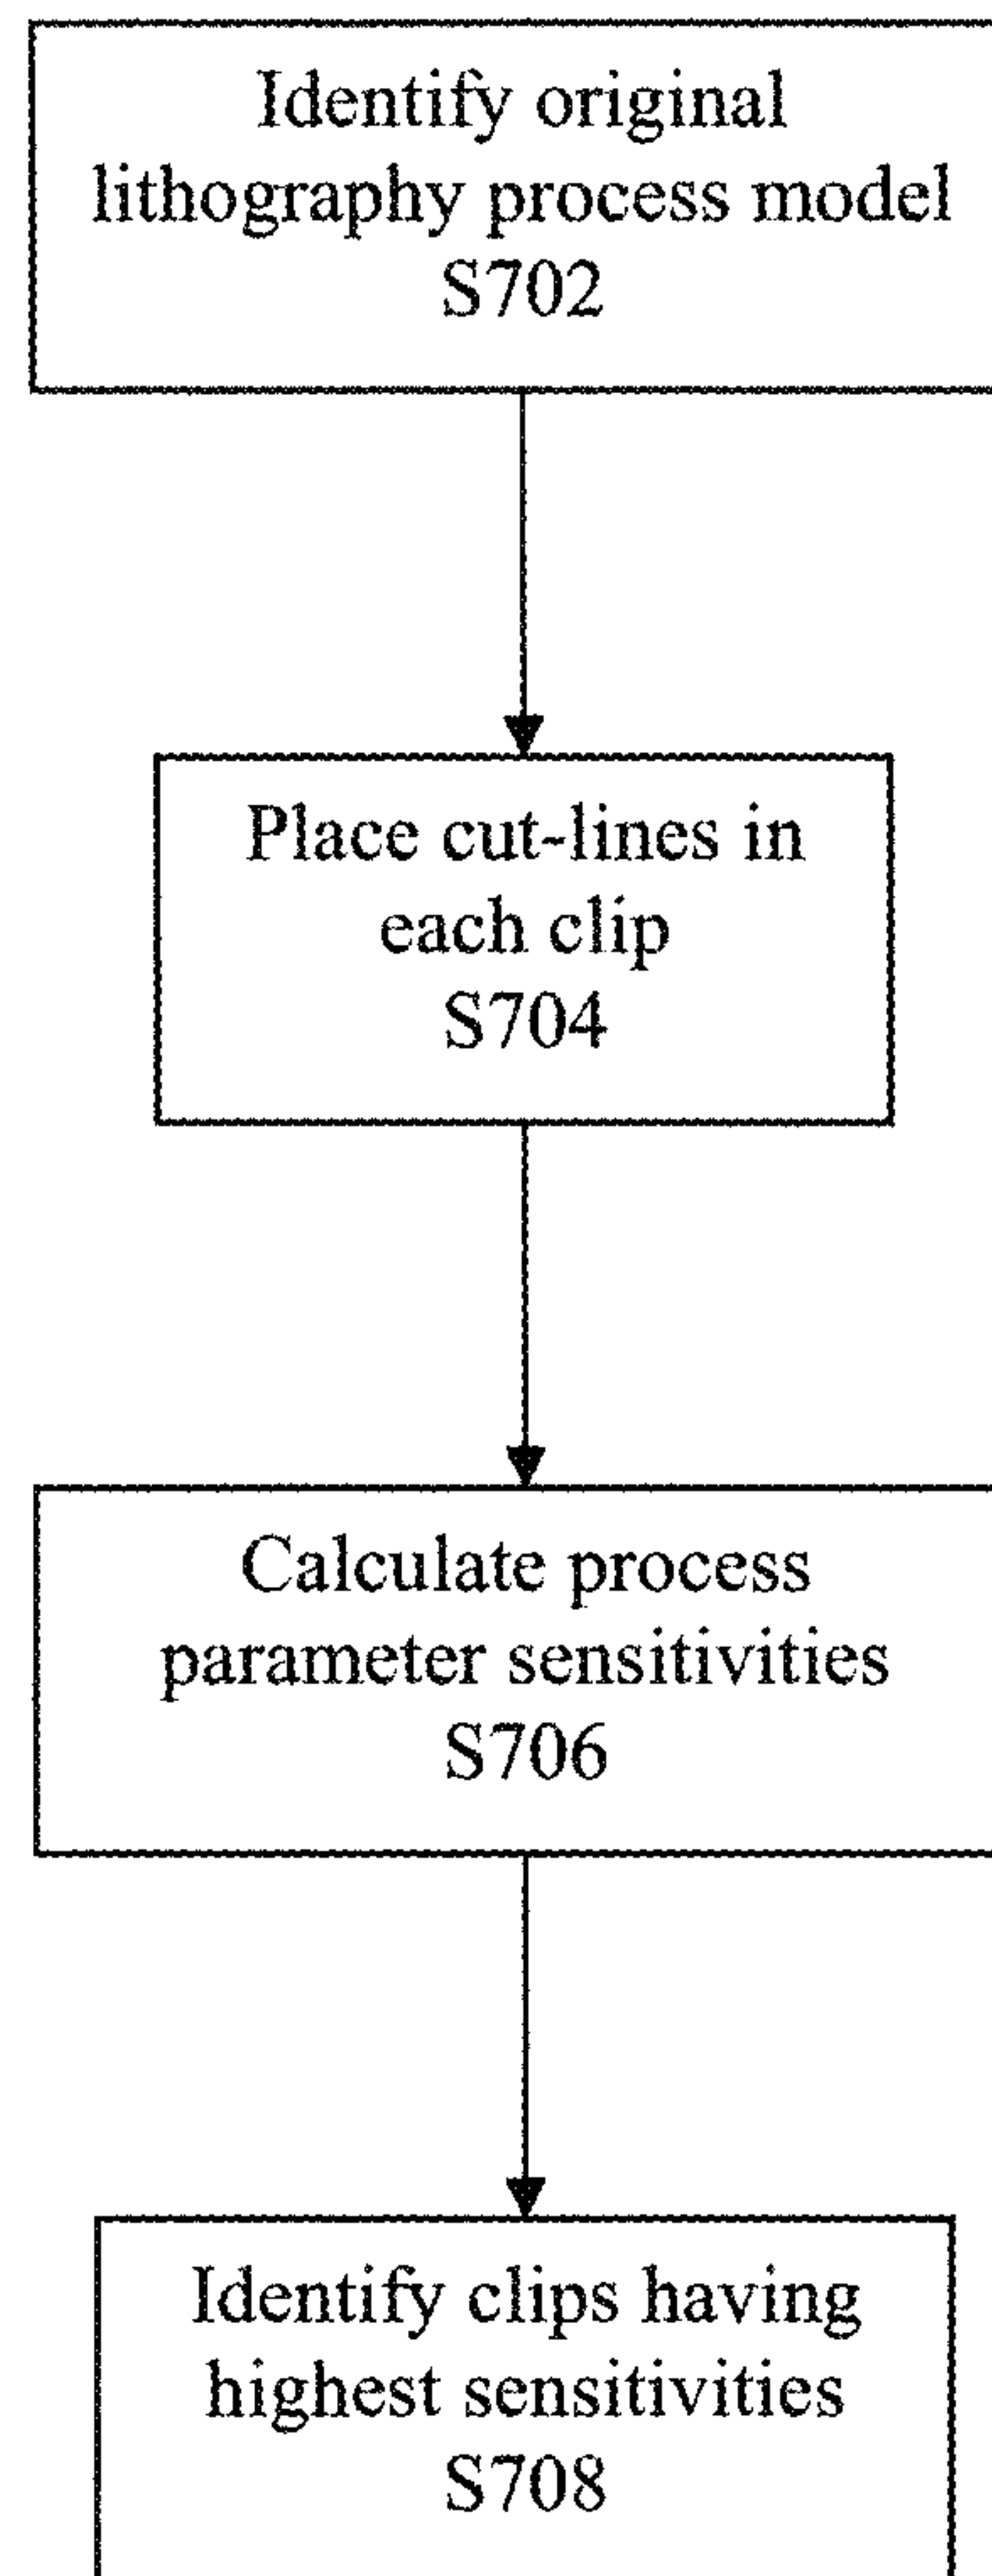 Identify original
lithography process model
S702
Place cut-lines in
each clip
S704
Calculate process
parameter sensitivities
S706
Identify clips having
highest sensitivities
S708